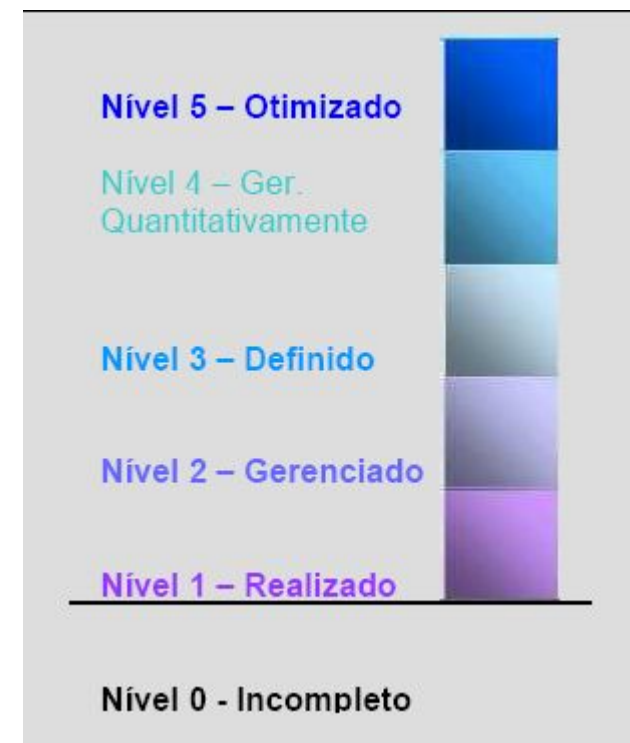 Nível 5 – Otimizado
Nível 4 – Ger.
Quantitativamente
Nível 3 – Definido
Nível 2 – Gerenciado
Nível 1 – Realizado
Nível 0 - Incompleto